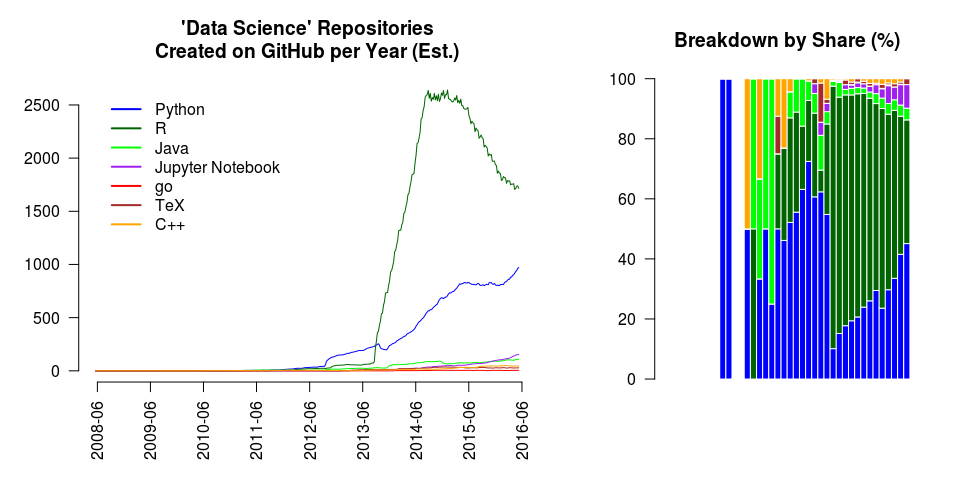 'Data Science' Repositories
Created on GitHub per Year (Est.)
2500
2000
1500
1000
500
0
Python
R
Java
Jupyter Notebook
go
TeX
C++
2008-06
2009-06
2010-06
2011-06
2012-06
2013-06
2014-06
2015-06
2016-06
Breakdown by Share (%)
100
80
60
40
20
0